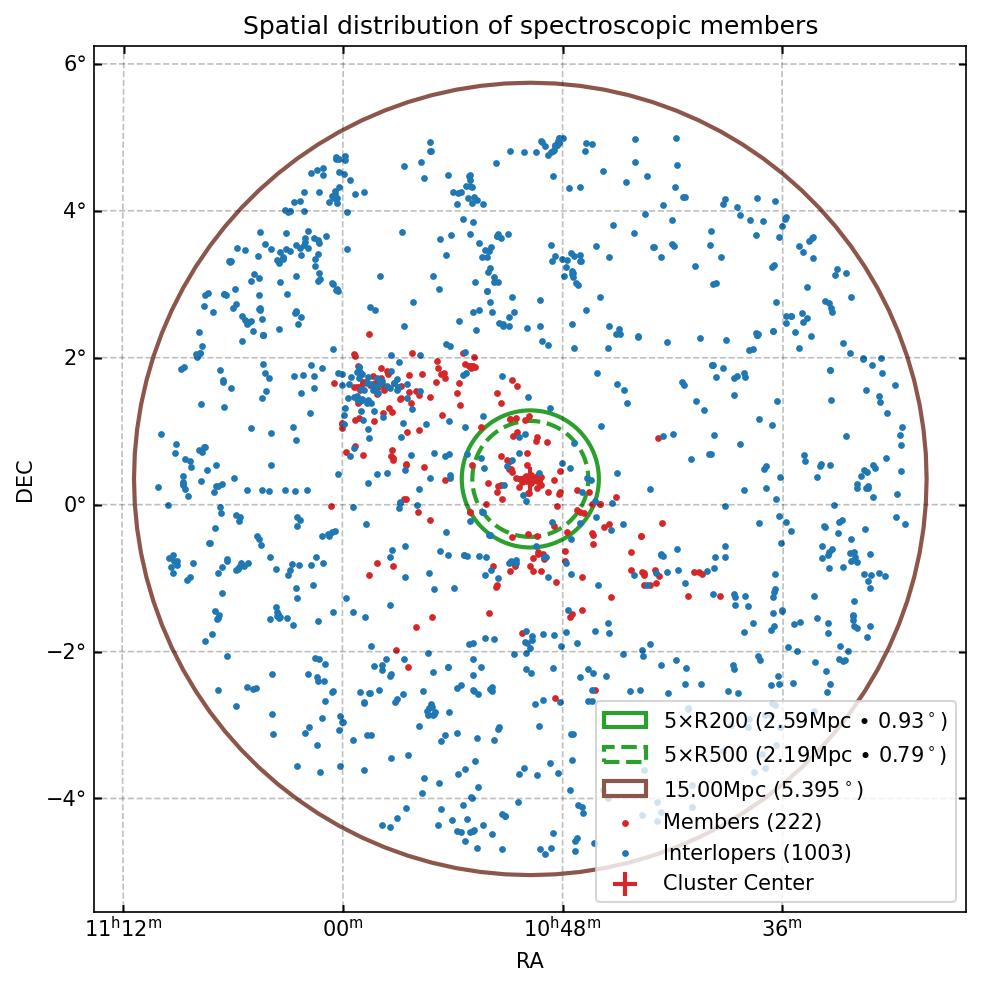 Spatial distribution of spectroscopic members
6°
4°
2°
0°
−2°
−4°
DEC
11ʰ12ᵐ
00ᵐ
10ʰ48ᵐ
36ᵐ
RA
5×R200 (2.59Mpc • 0.93°)
5×R500 (2.19Mpc • 0.79°)
15.00Mpc (5.395°)
Members (222)
Interlopers (1003)
Cluster Center